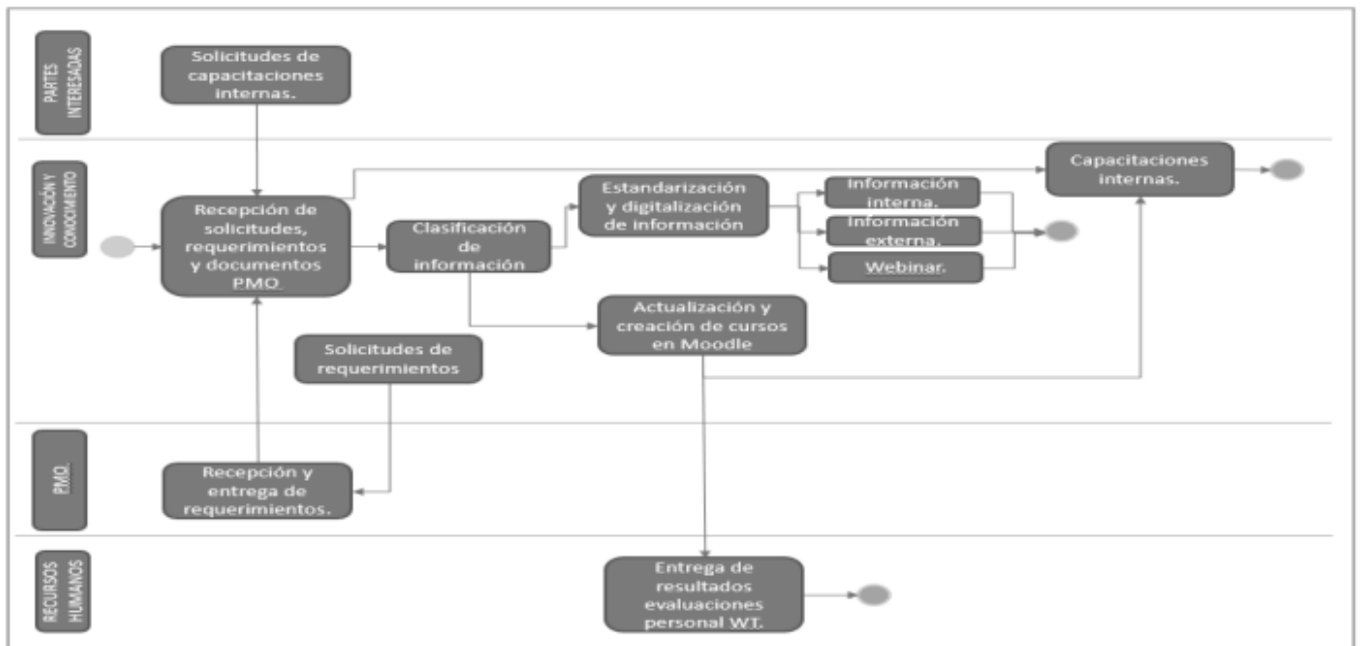 PARTES
INTERESADAS
Solicitudes de
capacitaciones
internas.
INNOVACIÓN Y
CONOCIMIENTO
Recepción de
solicitudes,
requerimientos
y documentos
PMO
Clasificación
de
información
Estandarización
y digitalización
de información
Información
interna.
Información
externa.
Webinar.
Capacitaciones
internas.
Actualización y
creación de cursos
en Moodle
Solicitudes de
requerimientos
PMO
Recepción y
entrega de
requerimientos.
RECURSOS
HUMANOS
Entrega de
resultados
evaluaciones
personal WT.